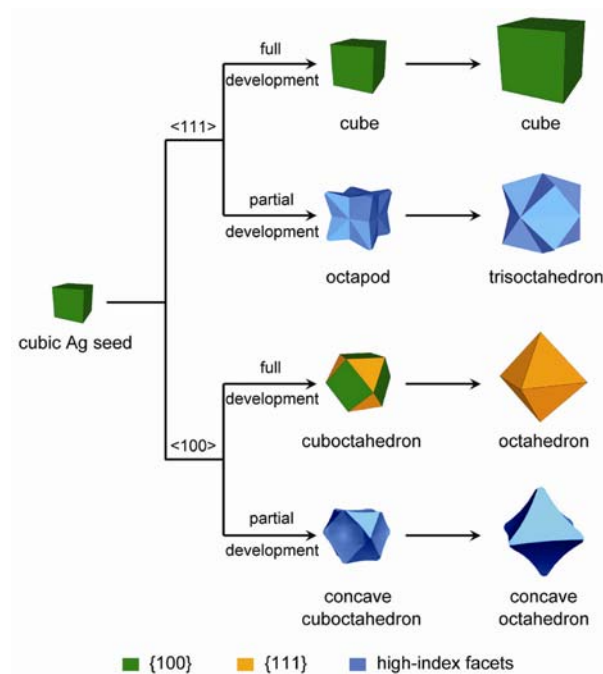 full
development
cube
cube
<111>
partial
development
octapod
trisoctahedron
cubic Ag seed
full
development
cuboctahedron
octahedron
<100>
partial
development
concave
cuboctahedron
concave
octahedron
{100} {111} high-index facets